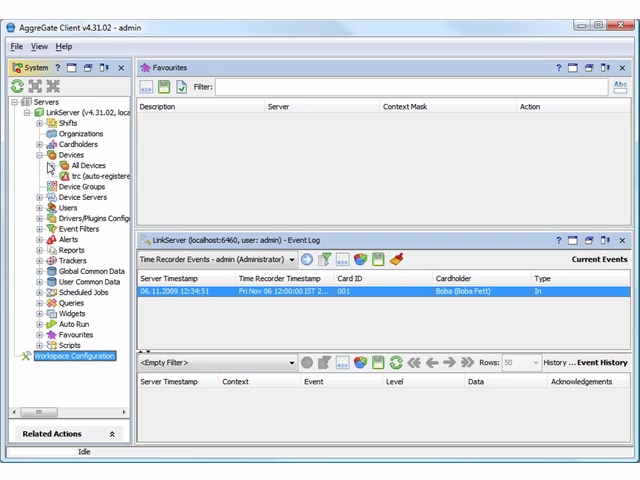 AggreGate Client v4.31.02 - admin
File View Help
System ?
Servers
LinkServer (v4.31.02, loca
Shifts
Organizations
Cardholders
Devices
All Devices
trc (auto-registere
Device Groups
Device Servers
Users
Drivers/Plugins Config
Event Filters
Alerts
Reports
Trackers
Global Common Data
User Common Data
Scheduled Jobs
Queries
Widgets
Auto Run
Favourites
Scripts
Workspace Configuration
Related Actions
Idle
Favourites ?
Filter: Abc
Description Server Context Mask Action
LinkServer (localhost:6460, user: admin) - Event Log ?
Time Recorder Events - admin (Administrator) Current Events
Server Timestamp Time Recorder Timestamp Card ID Cardholder Type
06.11.2009 12:34:51 Fri Nov 06 12:00:00 IST 2... 001 Boba (Boba Fett) In
<Empty Filter> Rows: 50 History ... Event History
Server Timestamp Context Event Level Data Acknowledgements